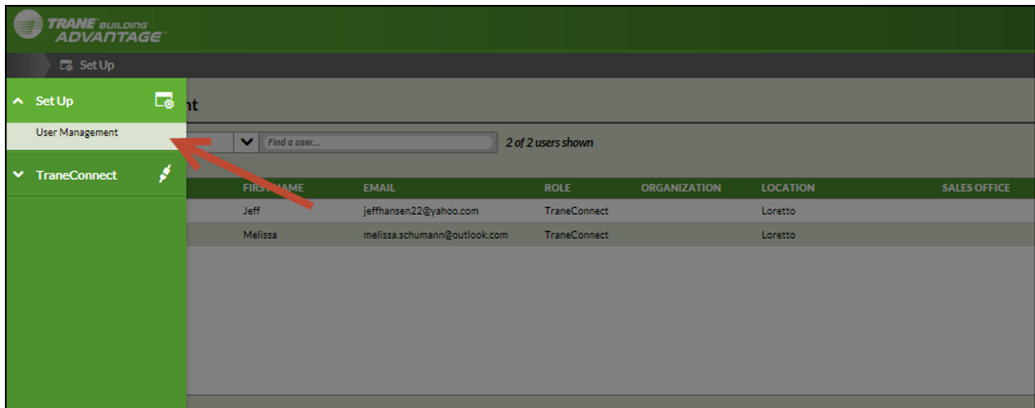 TRANE BUILDING
ADVANTAGE
Set Up
Set Up
nt
User Management
Find a user...
2 of 2 users shown
TraneConnect
FIRST NAME EMAIL ROLE ORGANIZATION LOCATION SALES OFFICE
Jeff jeffhansen22@yahoo.com TraneConnect Loretto
Melissa melissa.schumann@outlook.com TraneConnect Loretto